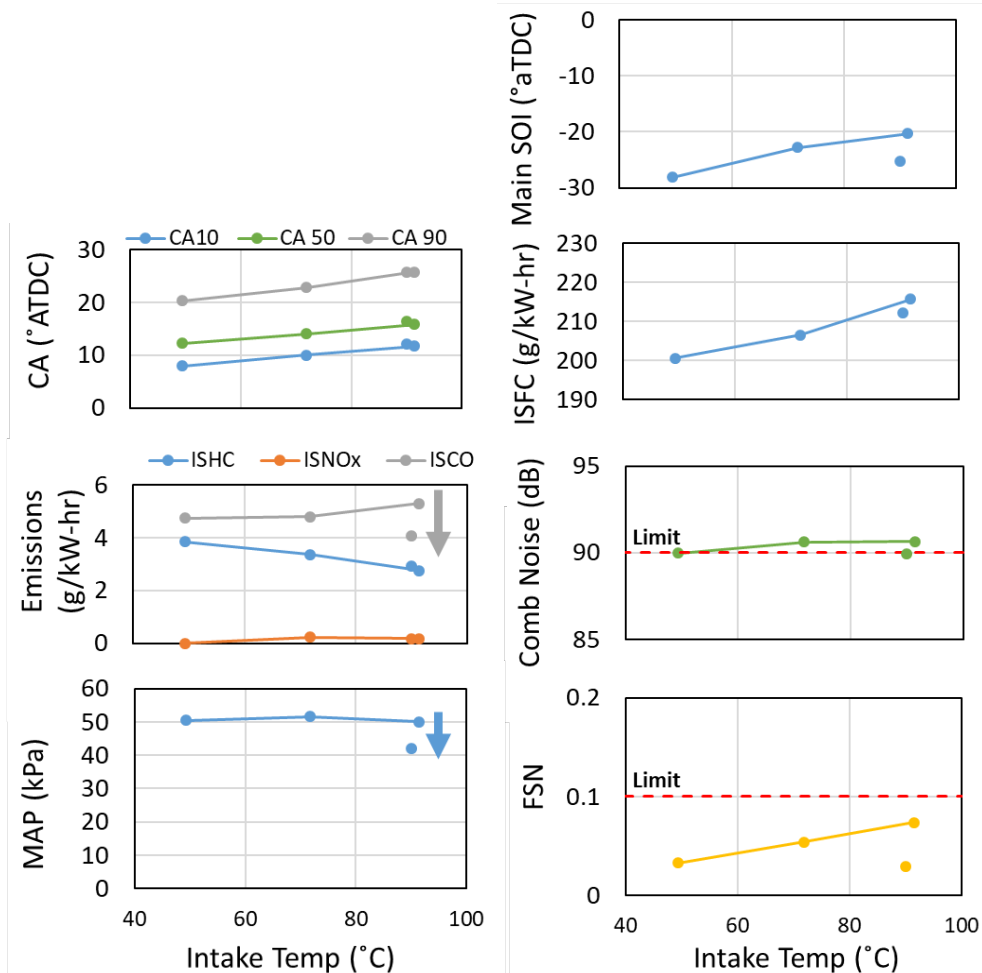 Main SOI (˚aTDC)
0
-10
-20
-30
CA10 CA 50 CA 90
CA (˚ATDC)
30
20
10
0
ISFC (g/kW-hr)
230
220
210
200
190
ISHC ISNOx ISCO
Emissions
(g/kW-hr)
6
4
2
0
Comb Noise (dB)
95
90
85
Limit
MAP (kPa)
60
50
40
30
20
10
0
40 60 80 100
Intake Temp (˚C)
FSN
0.2
0.1
0
Limit
40 60 80 100
Intake Temp (˚C)